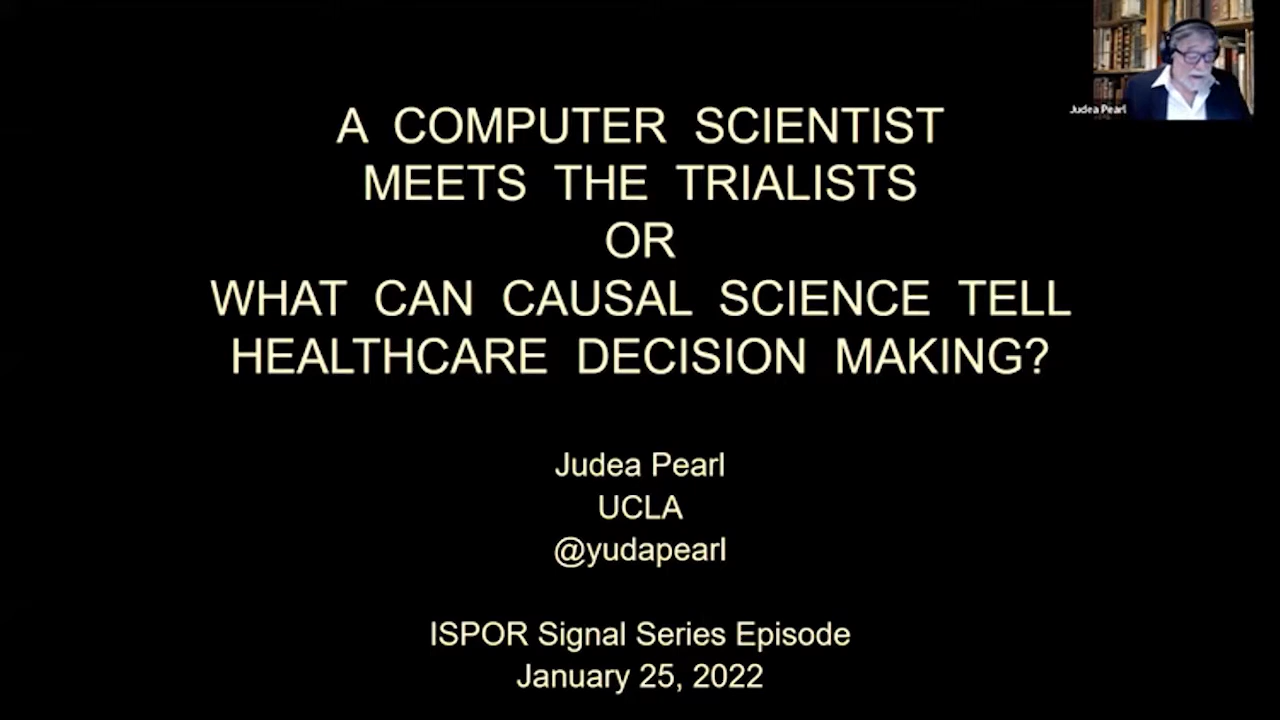 Judea Pearl
A COMPUTER SCIENTIST
MEETS THE TRIALISTS
OR
WHAT CAN CAUSAL SCIENCE TELL
HEALTHCARE DECISION MAKING?
Judea Pearl
UCLA
@yudapearl
ISPOR Signal Series Episode
January 25, 2022